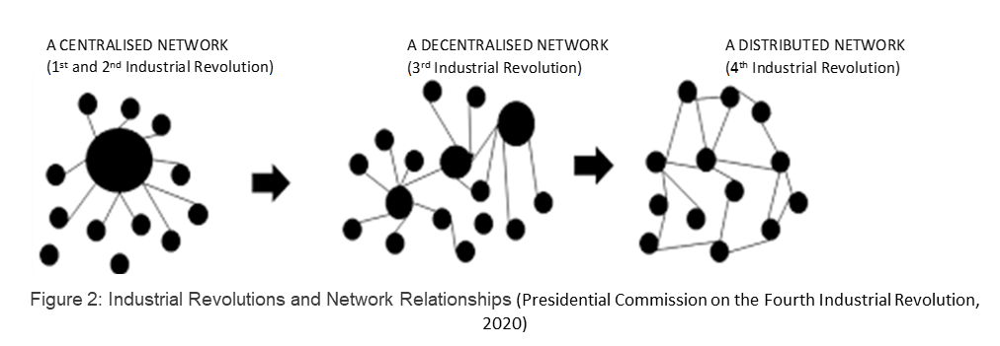 A CENTRALISED NETWORK
(1st and 2nd Industrial Revolution)
A DECENTRALISED NETWORK
(3rd Industrial Revolution)
A DISTRIBUTED NETWORK
(4th Industrial Revolution)
Figure 2: Industrial Revolutions and Network Relationships (Presidential Commission on the Fourth Industrial Revolution,
2020)